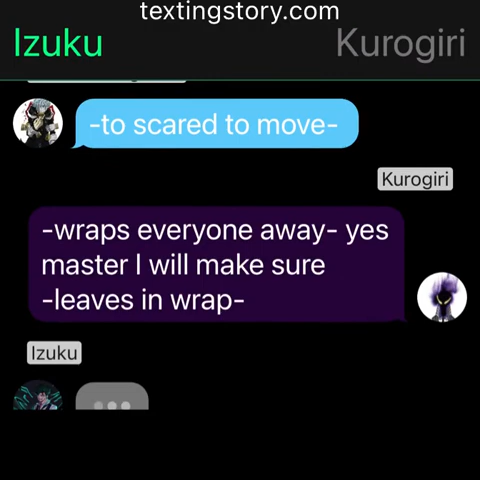 textingstory.com
Izuku Kurogiri
-to scared to move-
Kurogiri
-wraps everyone away- yes
master I will make sure
-leaves in wrap-
Izuku